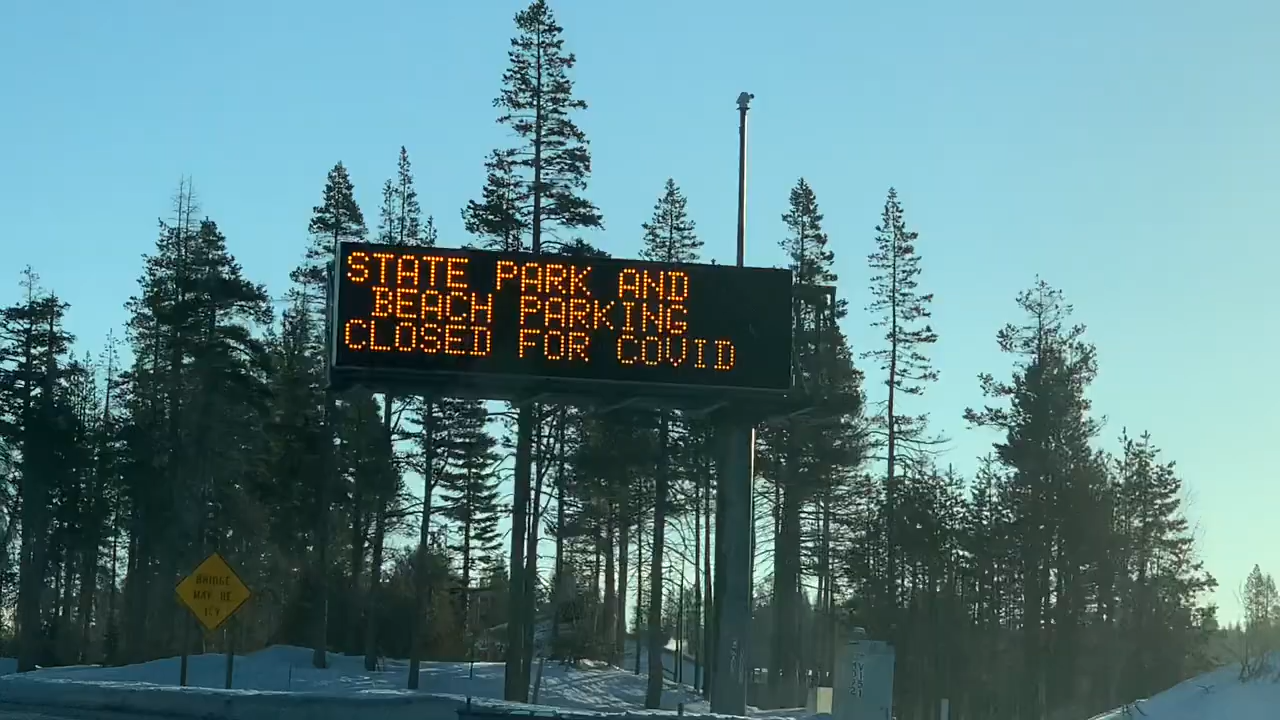 STATE PARK AND
BEACH PARKING
CLOSED FOR COVID
BRIDGE
MAY BE
ICY